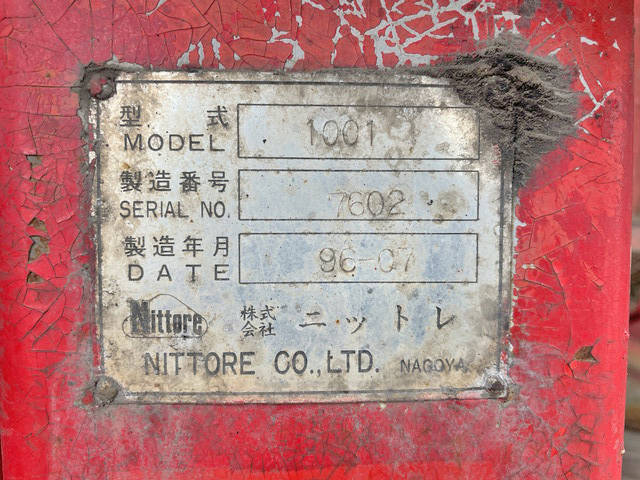 型式 1001
MODEL
製造番号 7602
SERIAL NO.
製造年月 96-07
DATE
Nittore 株式会社 ニットレ
NITTORE CO.,LTD. NAGOYA